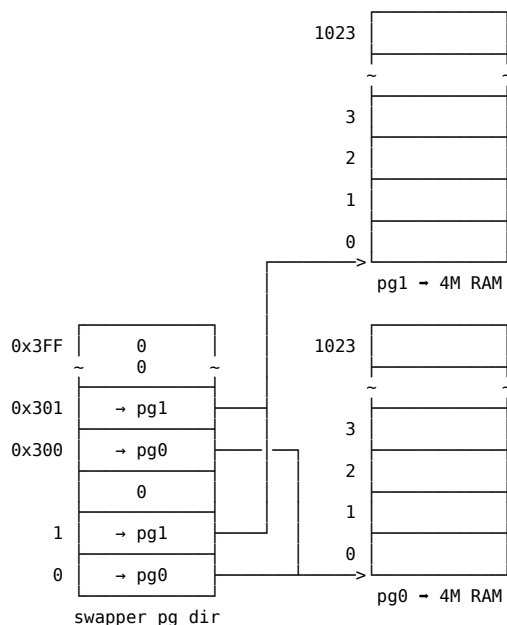 1023
~ ~
3
2
1
0
>
pg1 → 4M RAM
0x3FF 0
~ 0 ~
0x301 → pg1
0x300 → pg0
0
1 → pg1
0 → pg0
swapper pg dir
1023
~ ~
3
2
1
0
>
pg0 → 4M RAM